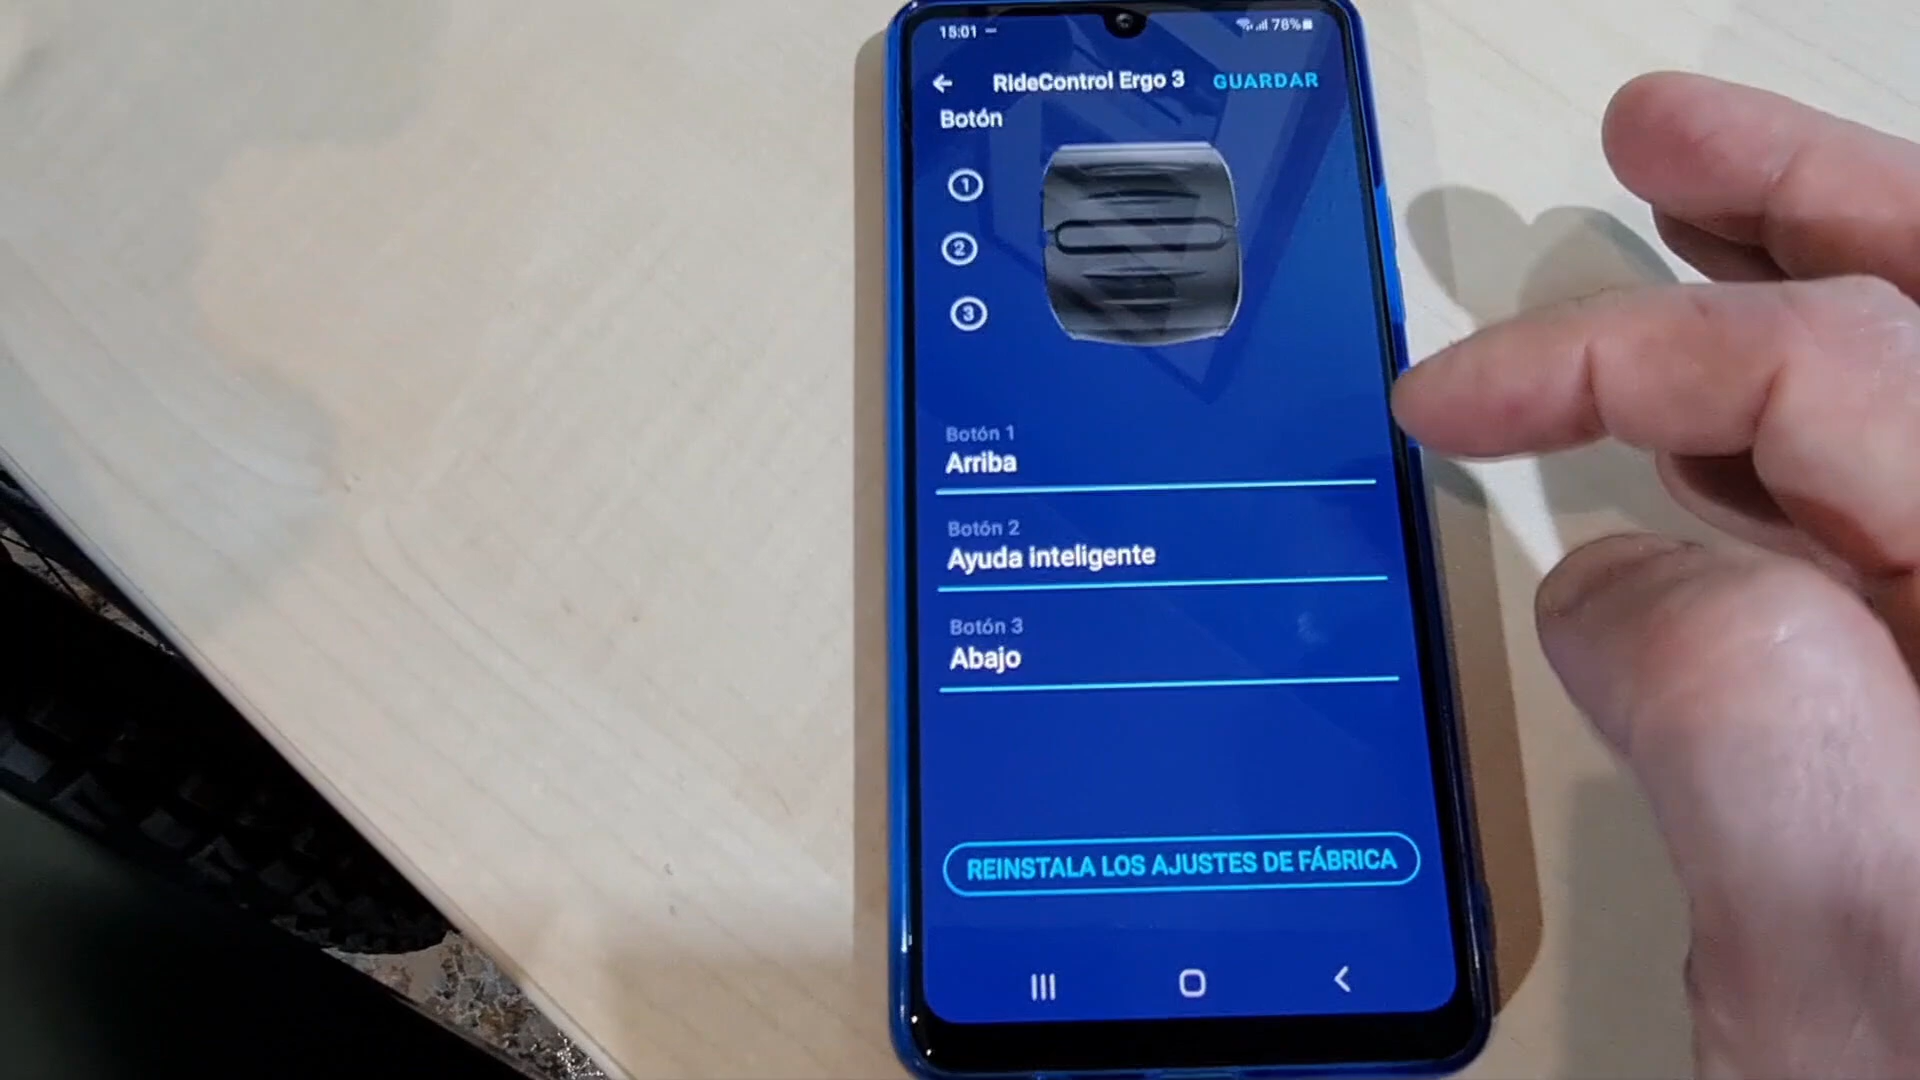 15:01
78%
RideControl Ergo 3
GUARDAR
Botón
1
2
3
Botón 1
Arriba
Botón 2
Ayuda inteligente
Botón 3
Abajo
REINSTALA LOS AJUSTES DE FÁBRICA